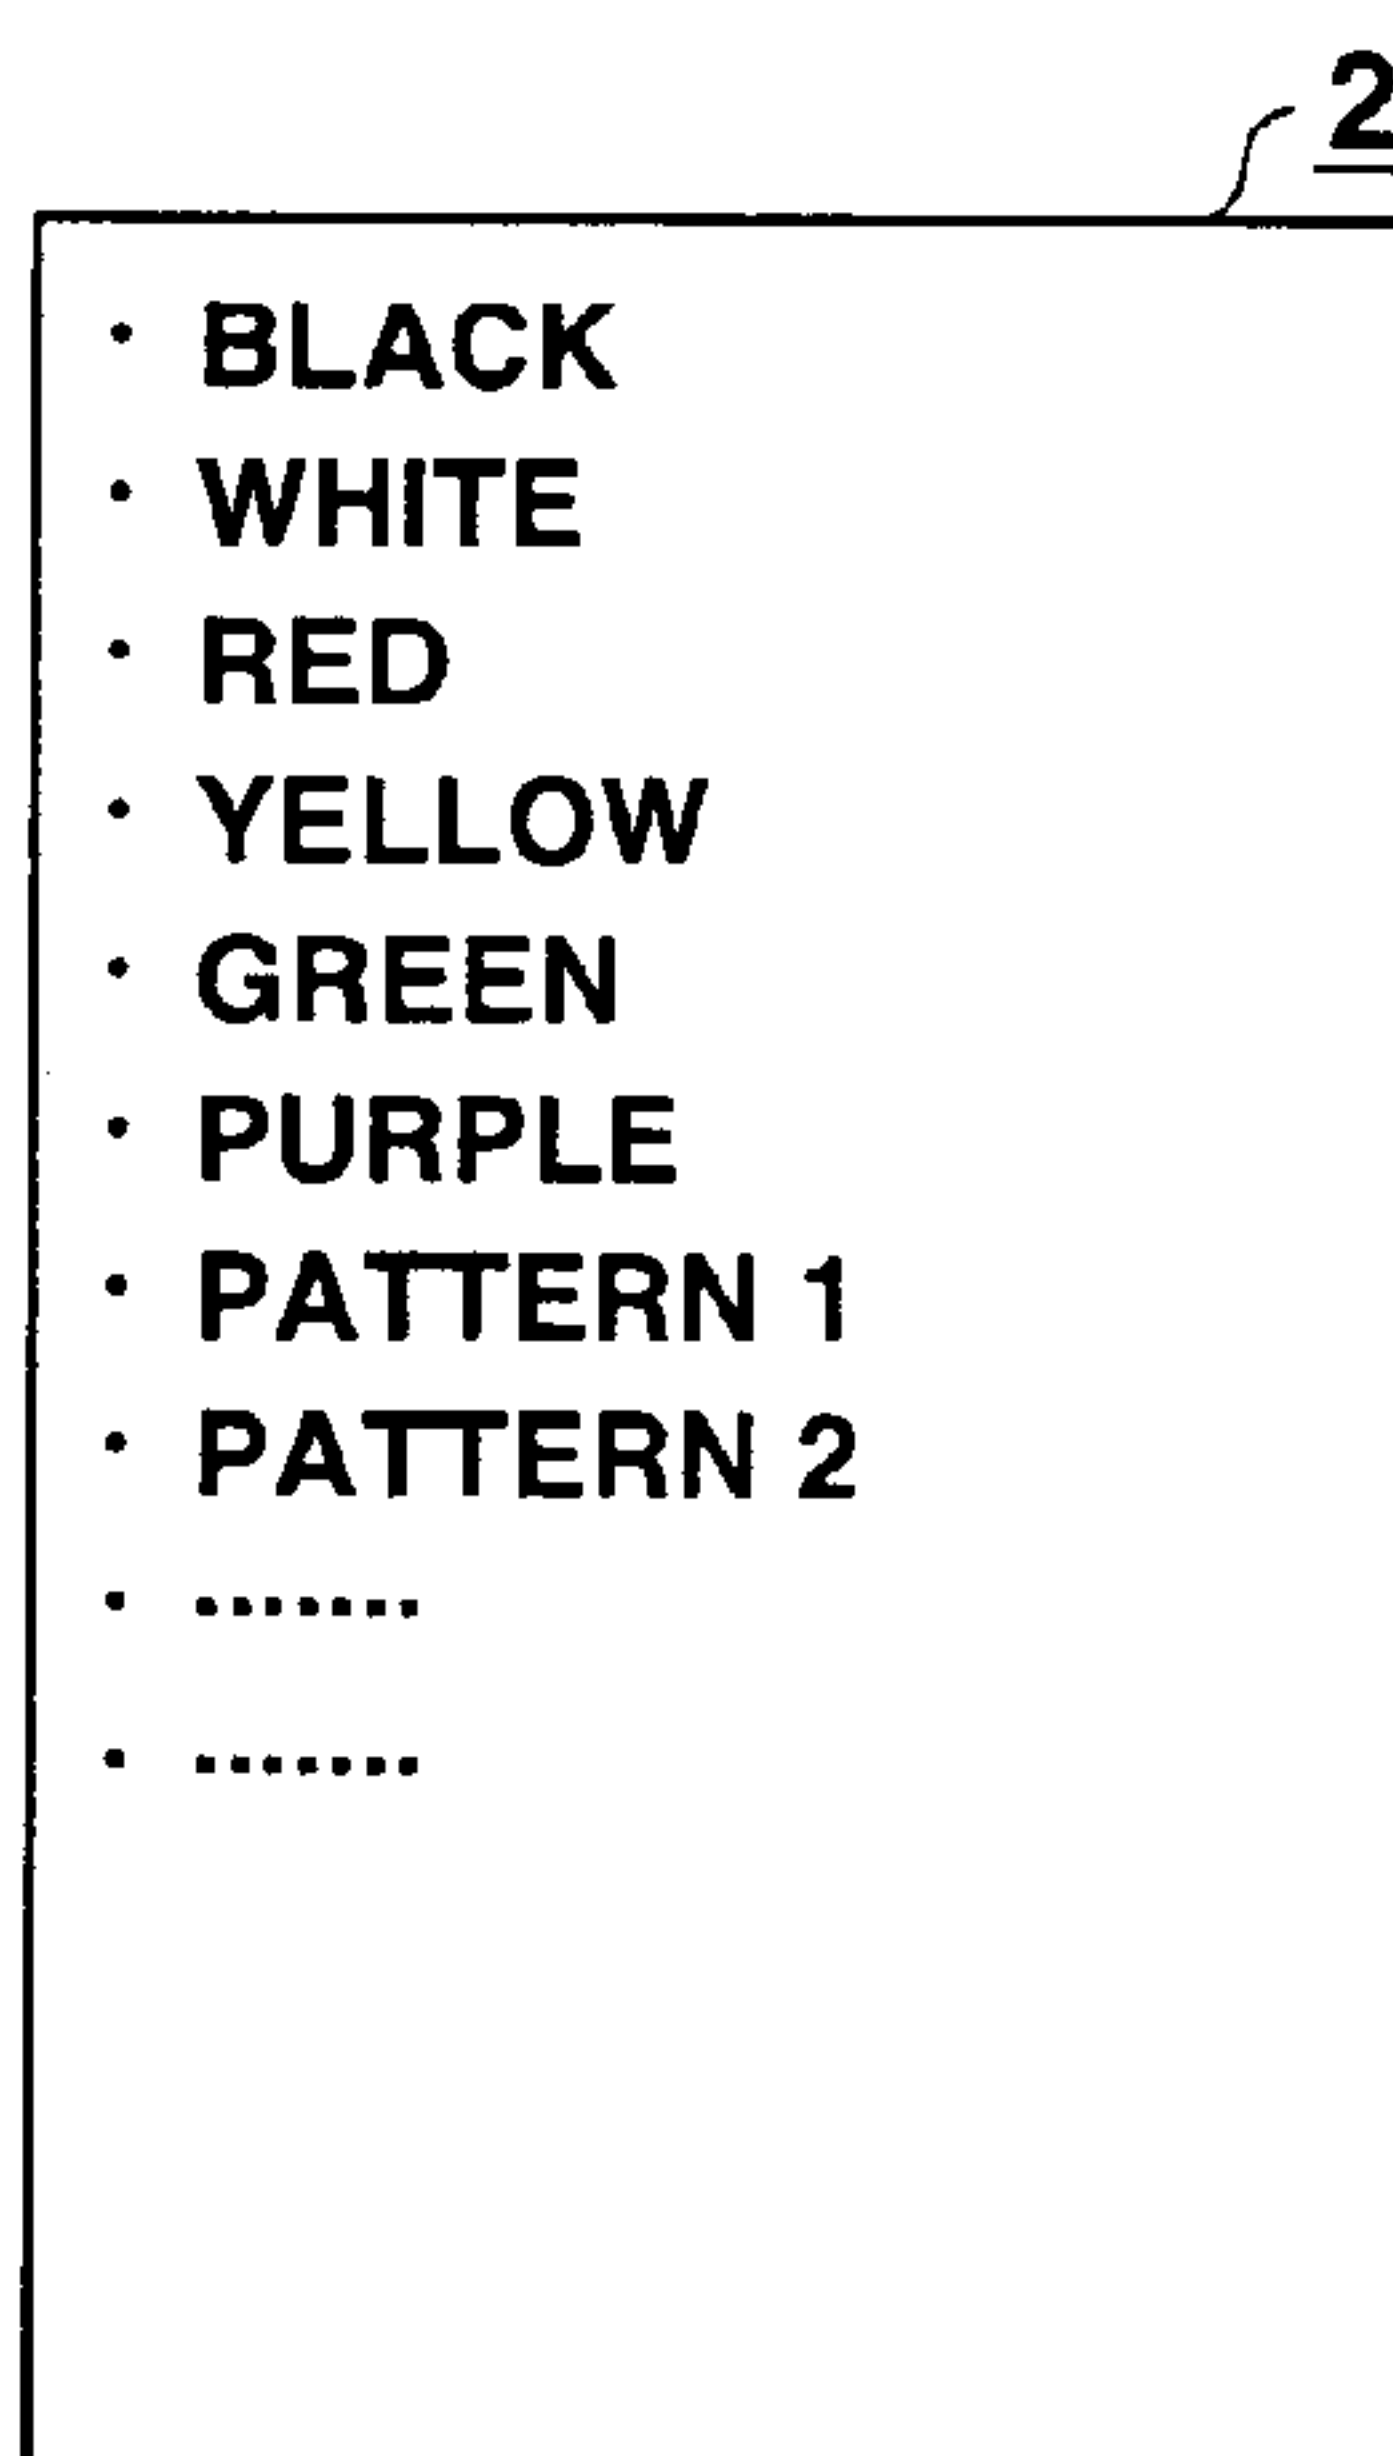 2
· BLACK
· WHITE
· RED
· YELLOW
· GREEN
· PURPLE
· PATTERN 1
· PATTERN 2
· .......
· .......